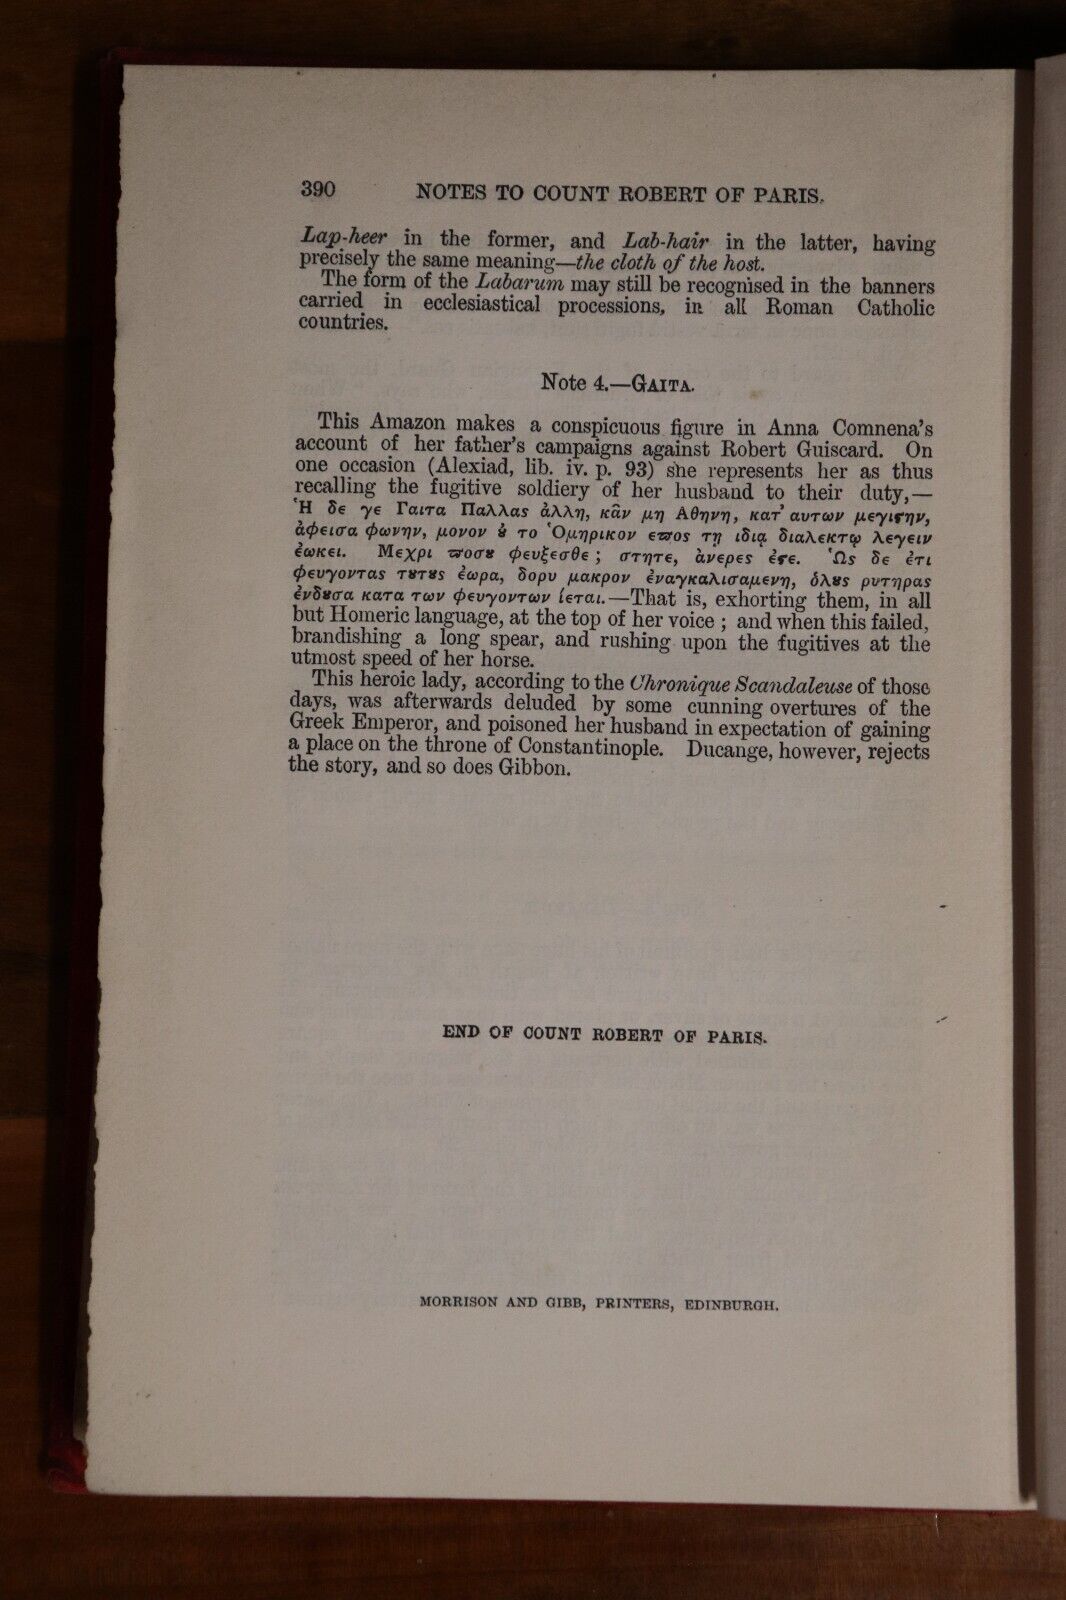 390 NOTES TO COUNT ROBERT OF PARIS.
Lap-heer in the former, and Lab-hair in the latter, having
precisely the same meaning—the cloth of the host.
The form of the Labarum may still be recognised in the banners
carried in ecclesiastical processions, in all Roman Catholic
countries.
Note 4.—GAITA.
This Amazon makes a conspicuous figure in Anna Comnena's
account of her father's campaigns against Robert Guiscard. On
one occasion (Alexiad, lib. iv. p. 93) she represents her as thus
recalling the fugitive soldiery of her husband to their duty,—
Ἡ δε γε Γαιτα Παλλας ἀλλη, κἀν μη Αθηνη, κατ' αυτων μεγιϛην,
ἀφεισα φωνην, μονον ȣ το Ὁμηρικον εϖος τῃ ιδιᾳ διαλεκτῳ λεγειν
ἐωκει. Μεχρι ϖοσȣ φευξεσθε ; στητε, ἀνερες ἐϛε. Ὡς δε ἐτι
φευγοντας τȣτȣς ἑωρα, δορυ μακρον ἐναγκαλισαμενη, ὁλȣς ρυτηρας
ἐνδȣσα κατα των φευγοντων ἱεται.—That is, exhorting them, in all
but Homeric language, at the top of her voice ; and when this failed,
brandishing a long spear, and rushing upon the fugitives at the
utmost speed of her horse.
This heroic lady, according to the Chronique Scandaleuse of those
days, was afterwards deluded by some cunning overtures of the
Greek Emperor, and poisoned her husband in expectation of gaining
a place on the throne of Constantinople. Ducange, however, rejects
the story, and so does Gibbon.
END OF COUNT ROBERT OF PARIS.
MORRISON AND GIBB, PRINTERS, EDINBURGH.